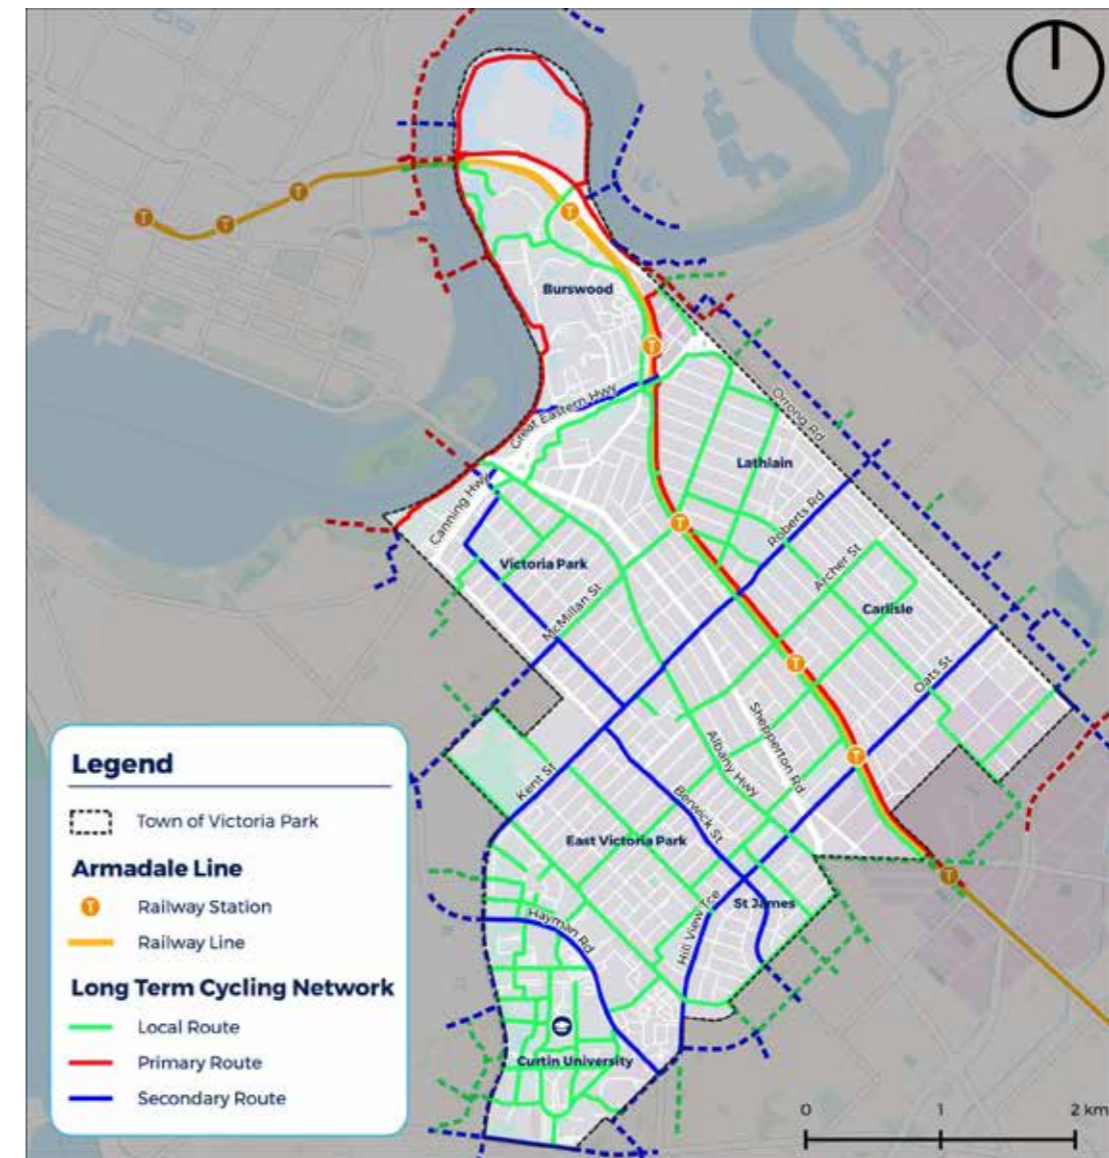 T
T
T
T
Burswood
T
Great Eastern Hwy
Orrong Rd
Lathlain
Canning Hwy
Roberts Rd
T
Victoria Park
Archer St
McMillan St
Carlisle
T
Oats St
Shepperton Rd
Albany Hwy
T
Kent St
Berwick St
East Victoria Park
T
St James
Hayman Rd
Hill View Tce
Curtin University
Legend
Town of Victoria Park
Armadale Line
T Railway Station
Railway Line
Long Term Cycling Network
Local Route
Primary Route
Secondary Route
0 1 2 km